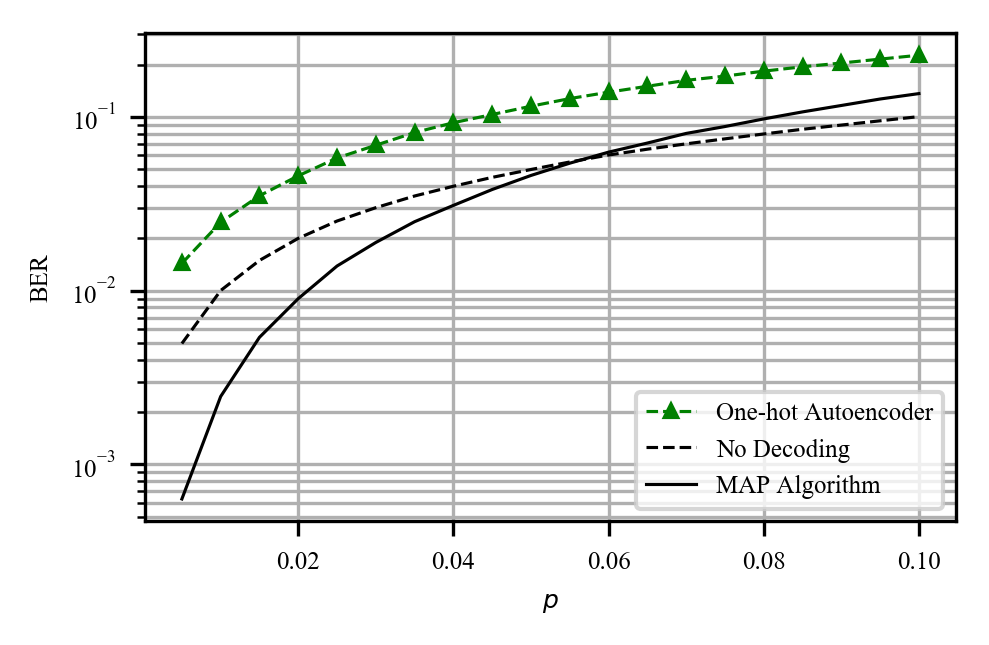 10⁻¹
10⁻²
10⁻³
BER
One-hot Autoencoder
No Decoding
MAP Algorithm
0.02 0.04 0.06 0.08 0.10
p